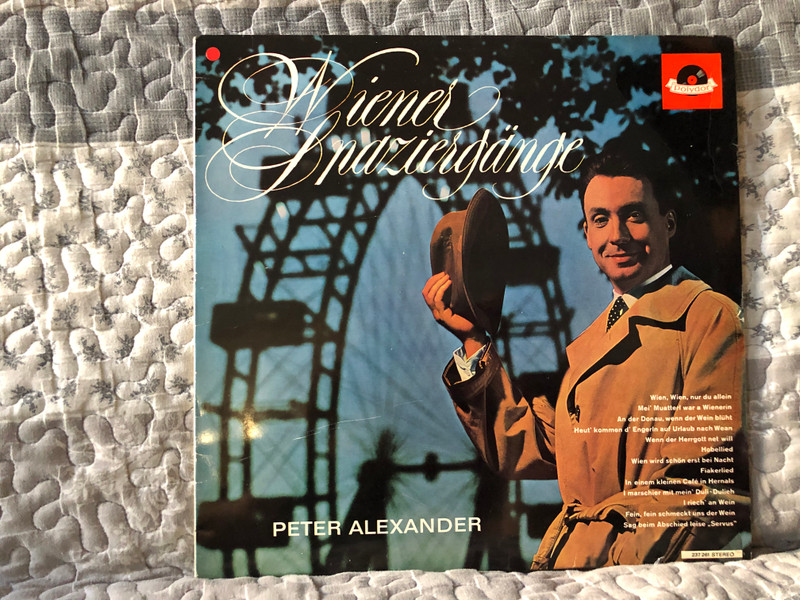 Wiener
Spaziergänge
Polydor
Wien, Wien, nur du allein
Mei' Muatterl war a Wienerin
An der Donau, wenn der Wein blüht
Heut' kommen d' Engerln auf Urlaub nach Wean
Wenn der Herrgott net will
Hobellied
Wien wird schön erst bei Nacht
Fiakerlied
In einem kleinen Café in Hernals
I marschier mit mein' Duli-Dulieh
I riech' an Wein
Fein, fein schmeckt uns der Wein
Sag beim Abschied leise „Servus"
PETER ALEXANDER
237 261 STEREO